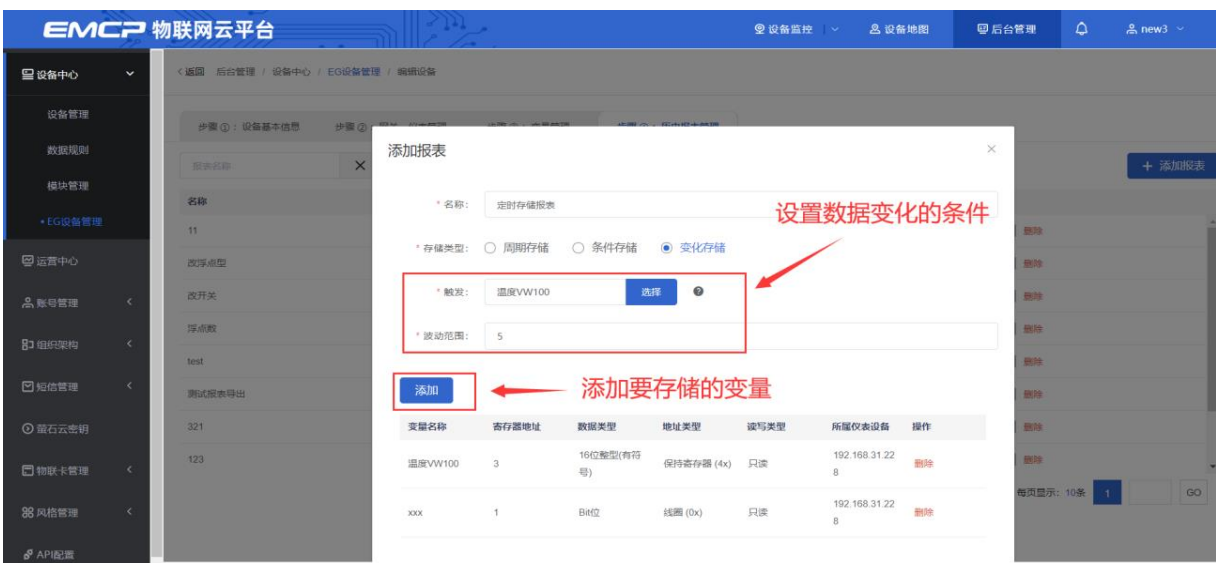 EMCP 物联网云平台
设备监控
设备地图
后台管理
new3
设备中心
设备管理
数据规则
模块管理
•EG设备管理
运营中心
账号管理
组织架构
短信管理
萤石云密钥
物联卡管理
风格管理
API配置
<返回 后台管理 / 设备中心 / EG设备管理 / 编辑设备
步骤①：设备基本信息
报表名称
+ 添加报表
名称
11
改浮点型
改开关
浮点数
test
测试报表导出
321
123
删除
删除
删除
删除
删除
删除
删除
删除
每页显示：10条 1 GO
添加报表
* 名称： 定时存储报表
* 存储类型： 周期存储 条件存储 变化存储
* 触发： 温度VW100 选择
* 波动范围： 5
设置数据变化的条件
添加
添加要存储的变量
变量名称 寄存器地址 数据类型 地址类型 读写类型 所属仪表设备 操作
温度VW100 3 16位整型(有符号) 保持寄存器 (4x) 只读 192.168.31.228 删除
xxx 1 Bit位 线圈 (0x) 只读 192.168.31.228 删除